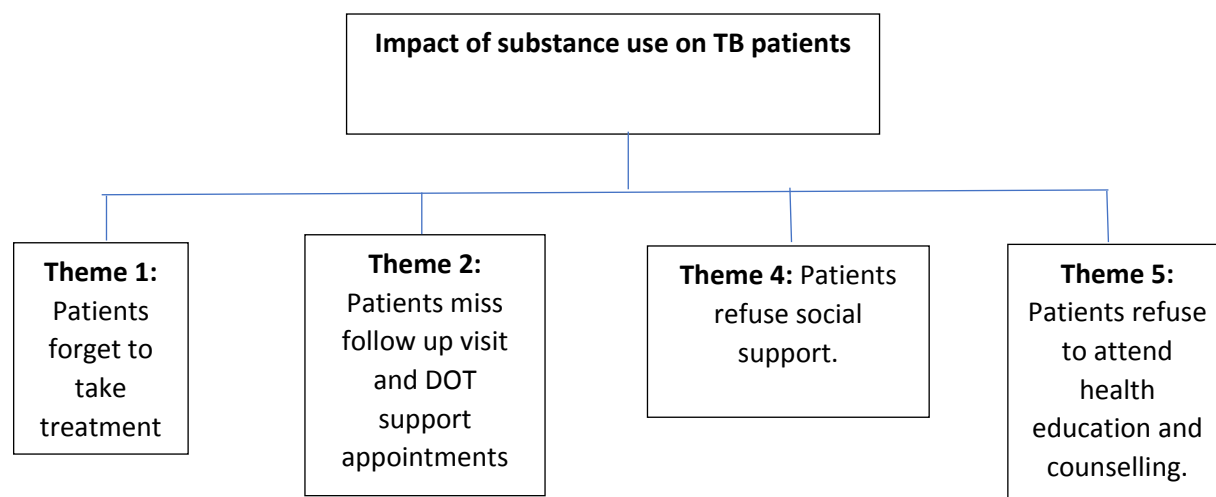 Impact of substance use on TB patients
Theme 1:
Patients
forget to
take
treatment
Theme 2:
Patients miss
follow up visit
and DOT
support
appointments
Theme 4: Patients
refuse social
support.
Theme 5:
Patients refuse
to attend
health
education and
counselling.